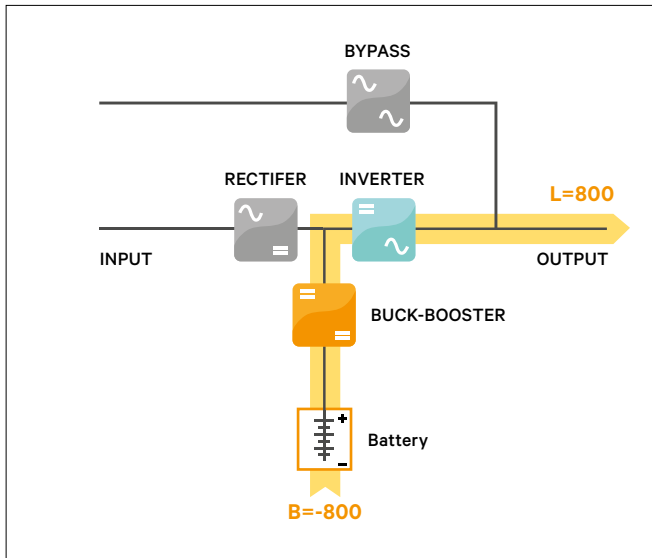 BYPASS
RECTIFER
INVERTER
L=800
INPUT
OUTPUT
BUCK-BOOSTER
+
Battery
–
B=-800